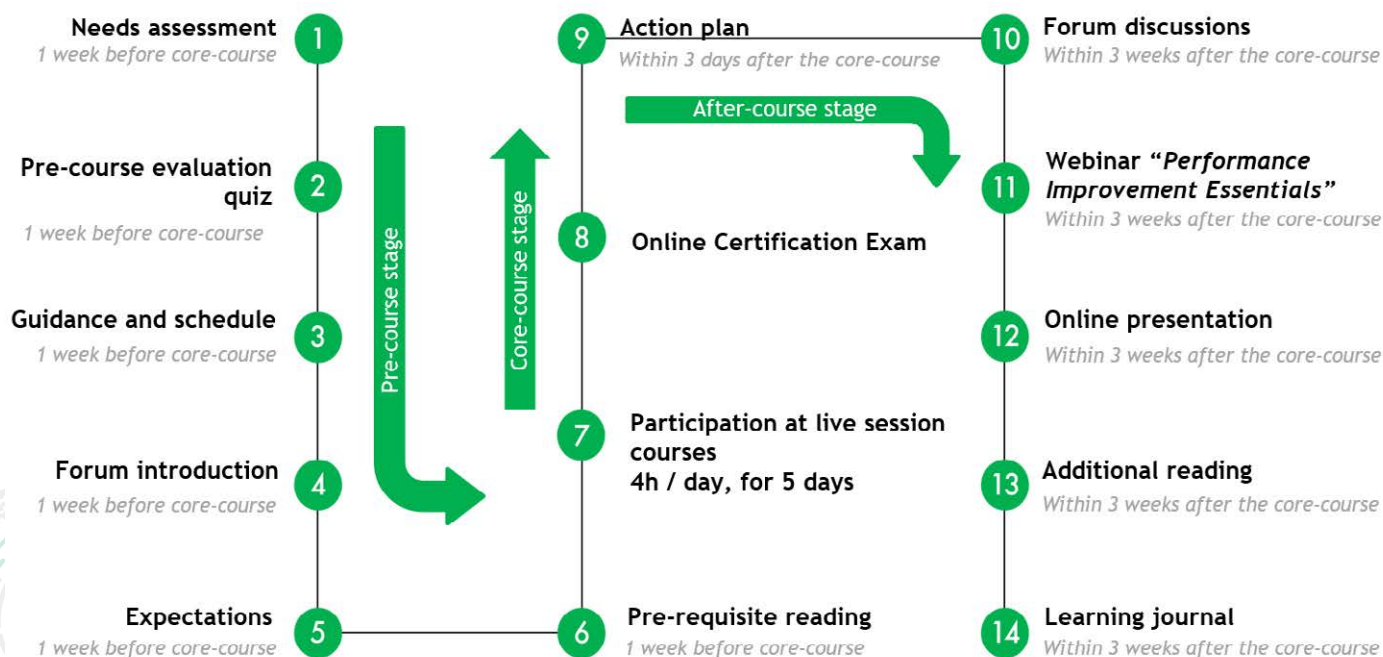 1
Needs assessment
1 week before core-course
2
Pre-course evaluation
quiz
1 week before core-course
3
Guidance and schedule
1 week before core-course
4
Forum introduction
1 week before core-course
5
Expectations
1 week before core-course
Pre-course stage
6
Pre-requisite reading
1 week before core-course
7
Participation at live session
courses
4h / day, for 5 days
Core-course stage
8
Online Certification Exam
9
Action plan
Within 3 days after the core-course
After-course stage
10
Forum discussions
Within 3 weeks after the core-course
11
Webinar “Performance
Improvement Essentials”
Within 3 weeks after the core-course
12
Online presentation
Within 3 weeks after the core-course
13
Additional reading
Within 3 weeks after the core-course
14
Learning journal
Within 3 weeks after the core-course